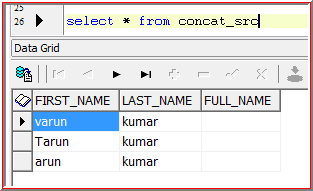 25
26 select * from concat_src
Data Grid
FIRST_NAME LAST_NAME FULL_NAME
varun kumar
Tarun kumar
arun kumar